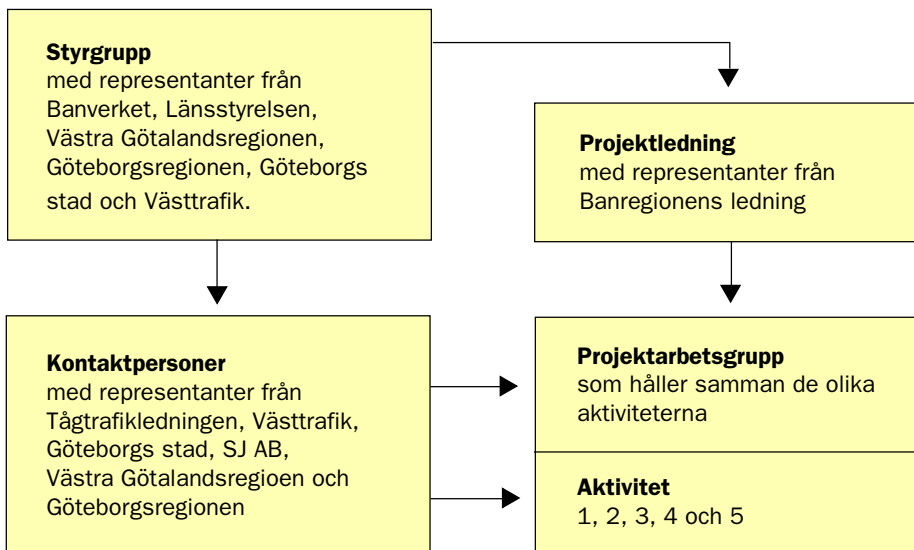 Styrgrupp
med representanter från
Banverket, Länsstyrelsen,
Västra Götalandsregionen,
Göteborgsregionen, Göteborgs
stad och Västtrafik.
Projektledning
med representanter från
Banregionens ledning
Kontaktpersoner
med representanter från
Tågtrafikledningen, Västtrafik,
Göteborgs stad, SJ AB,
Västra Götalandsregioen och
Göteborgsregionen
Projektarbetsgrupp
som håller samman de olika
aktiviteterna
Aktivitet
1, 2, 3, 4 och 5